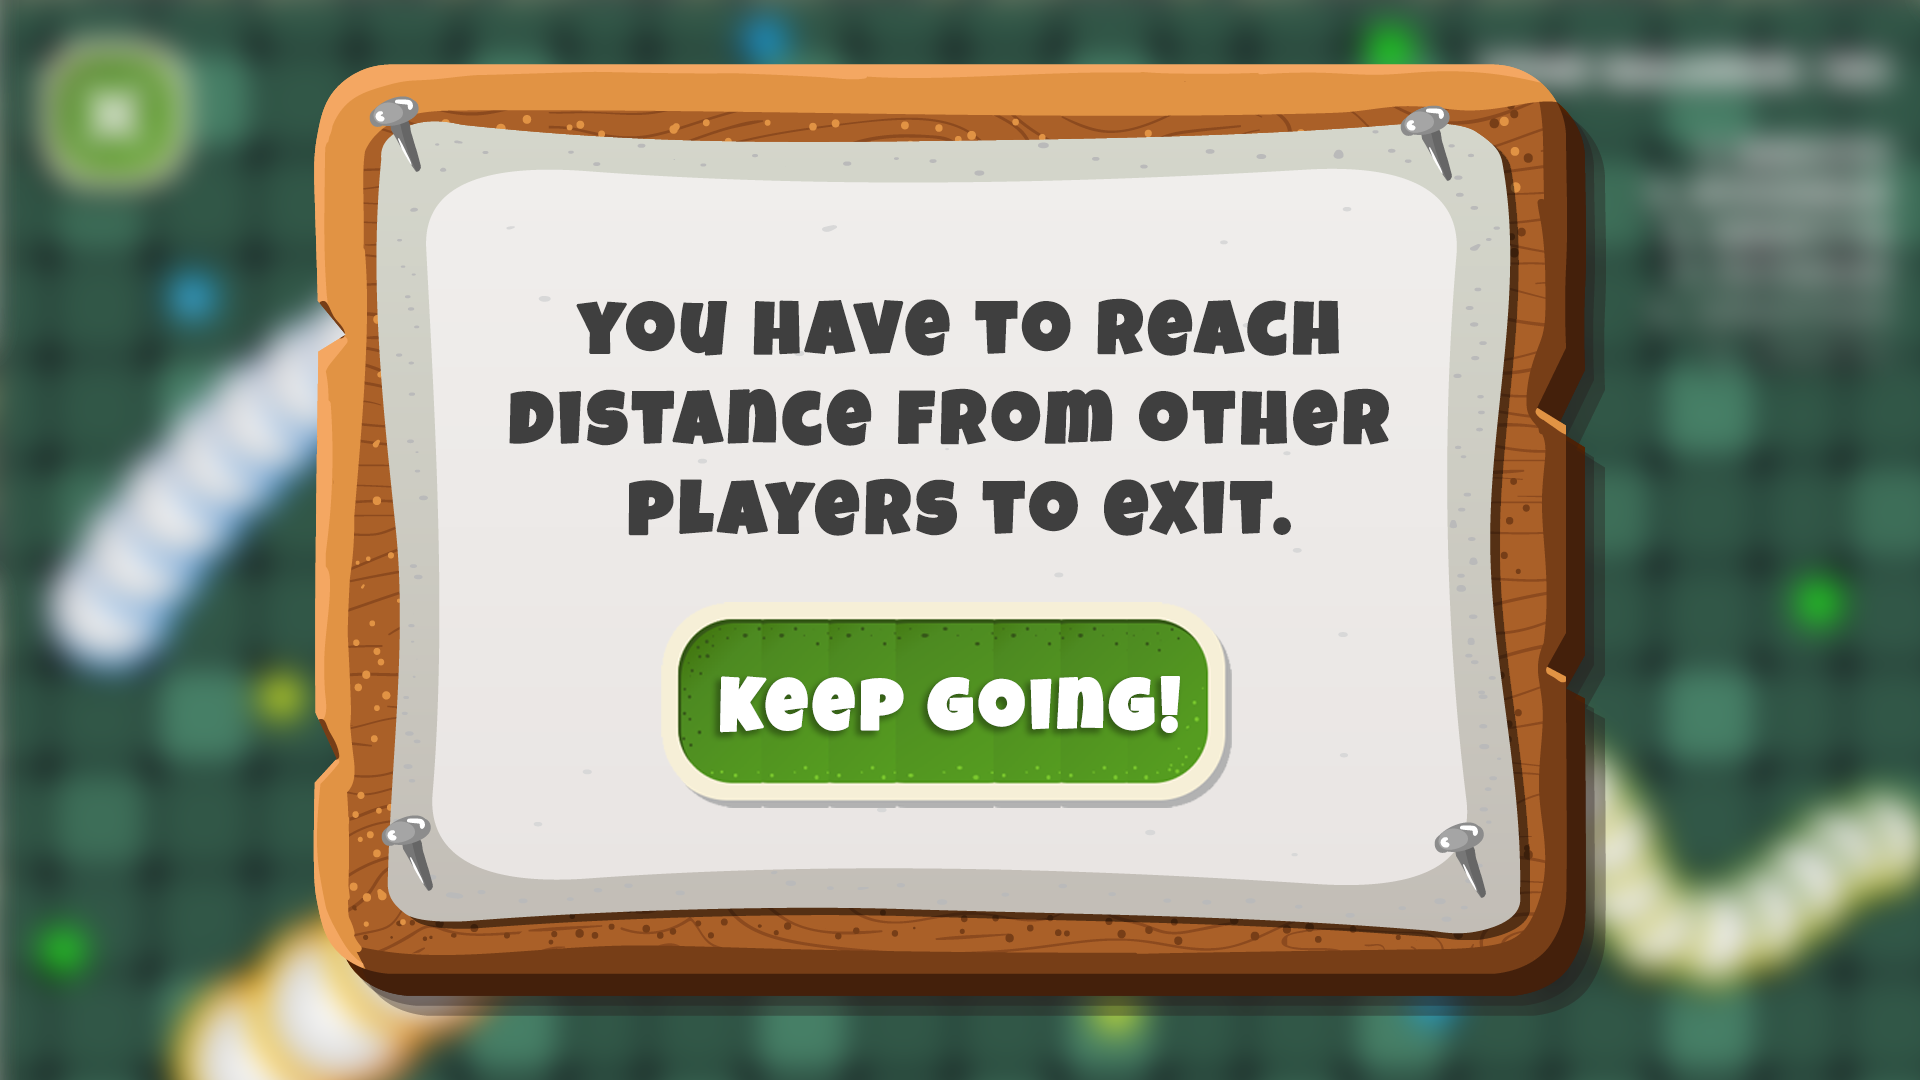 YOU HAVE TO REACH
DISTANCE FROM OTHER
PLAYERS TO EXIT.
KEEP GOING!